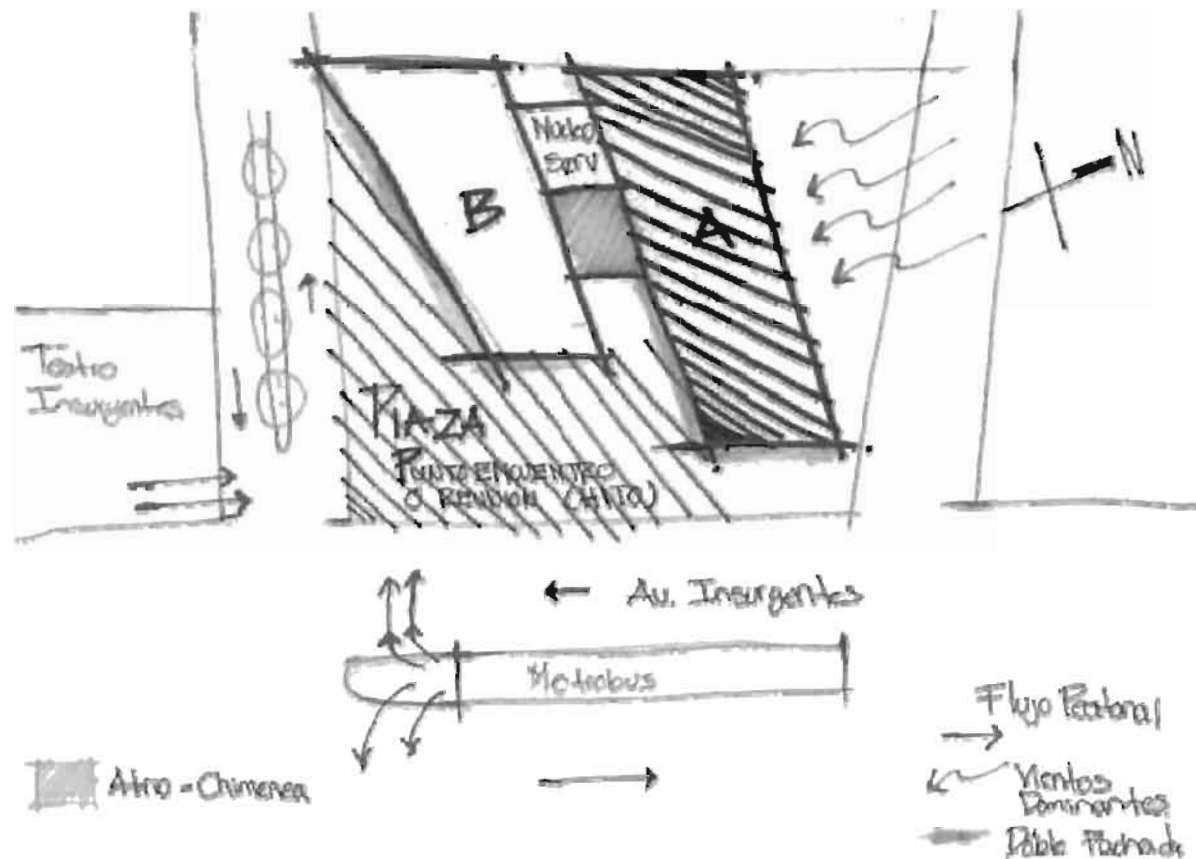 Núcleo
Serv
B
A
N
Teatro
Insurgentes
PLAZA
PUNTO ENCUENTRO
O REUNION (HITO)
Av. Insurgentes
Metrobus
Flujo Peatonal
Atrio = Chimenea
Vientos
Dominantes
Doble Fachada